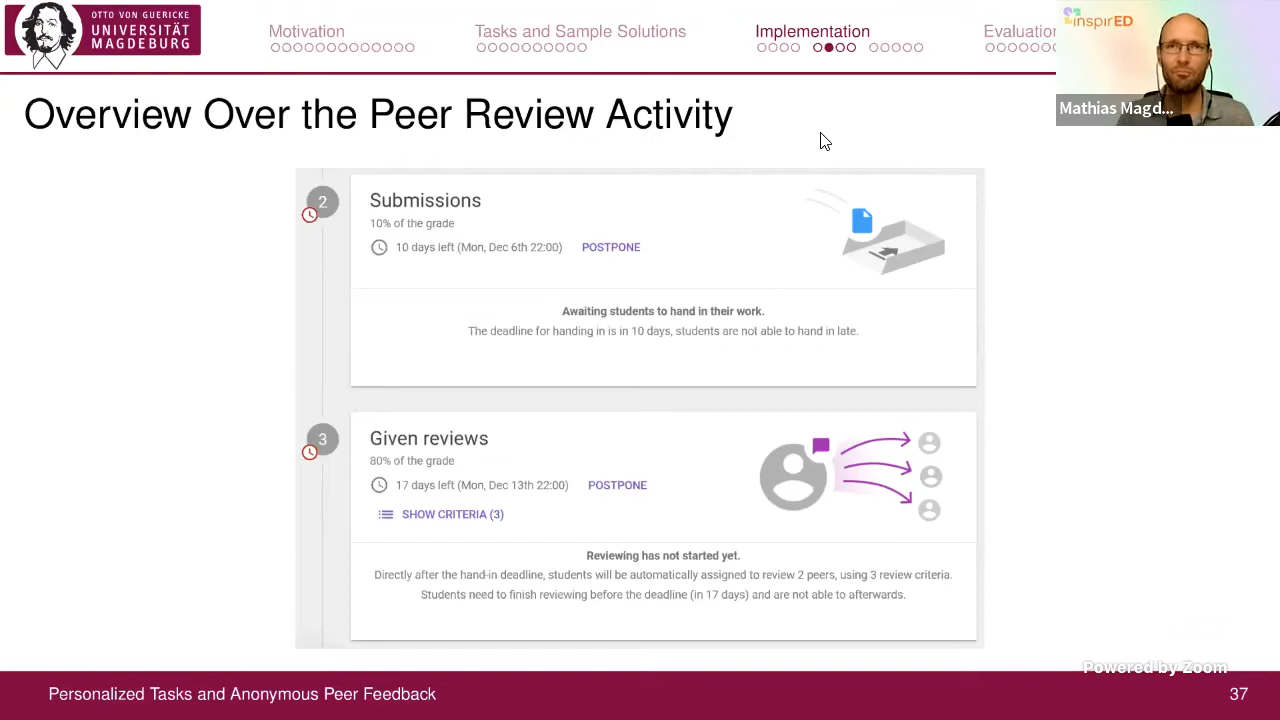 OTTO VON GUERICKE
UNIVERSITÄT
MAGDEBURG
Motivation
Tasks and Sample Solutions
Implementation
Evaluation
inspirED
Mathias Magd...
Overview Over the Peer Review Activity
2
Submissions
10% of the grade
10 days left (Mon, Dec 6th 22:00) POSTPONE
Awaiting students to hand in their work.
The deadline for handing in is in 10 days, students are not able to hand in late.
3
Given reviews
80% of the grade
17 days left (Mon, Dec 13th 22:00) POSTPONE
SHOW CRITERIA (3)
Reviewing has not started yet.
Directly after the hand-in deadline, students will be automatically assigned to review 2 peers, using 3 review criteria.
Students need to finish reviewing before the deadline (in 17 days) and are not able to afterwards.
Powered by Zoom
Personalized Tasks and Anonymous Peer Feedback
37